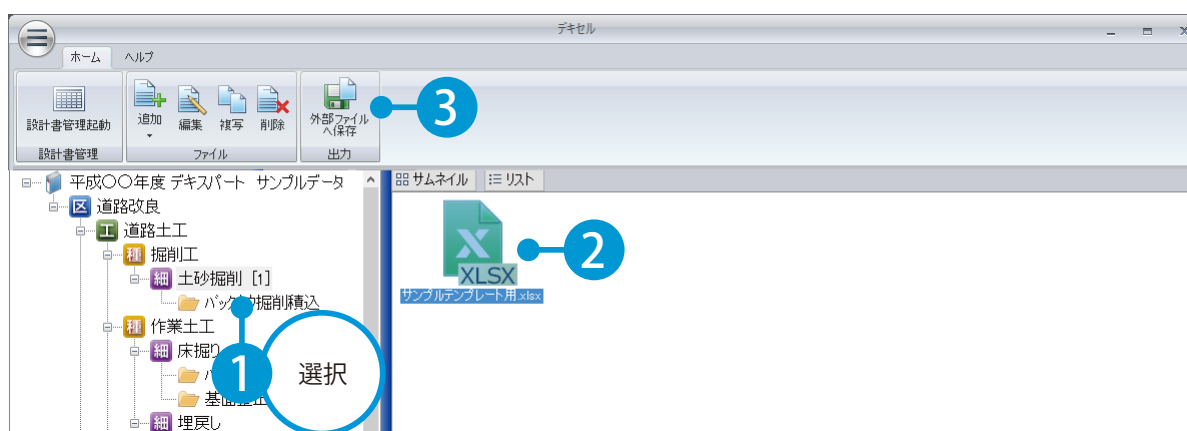 デキセル
ホーム ヘルプ
設計書管理起動 追加 編集 複写 削除 外部ファイル
へ保存
3
設計書管理 ファイル 出力
平成〇〇年度 デキスパート サンプルデータ
サムネイル リスト
区 道路改良
工 道路土工
種 掘削工
細 土砂掘削 [1]
XLSX
2
サンプルテンプレート用.xlsx
種 作業土工
細 床掘り
1
選択
細 埋戻し